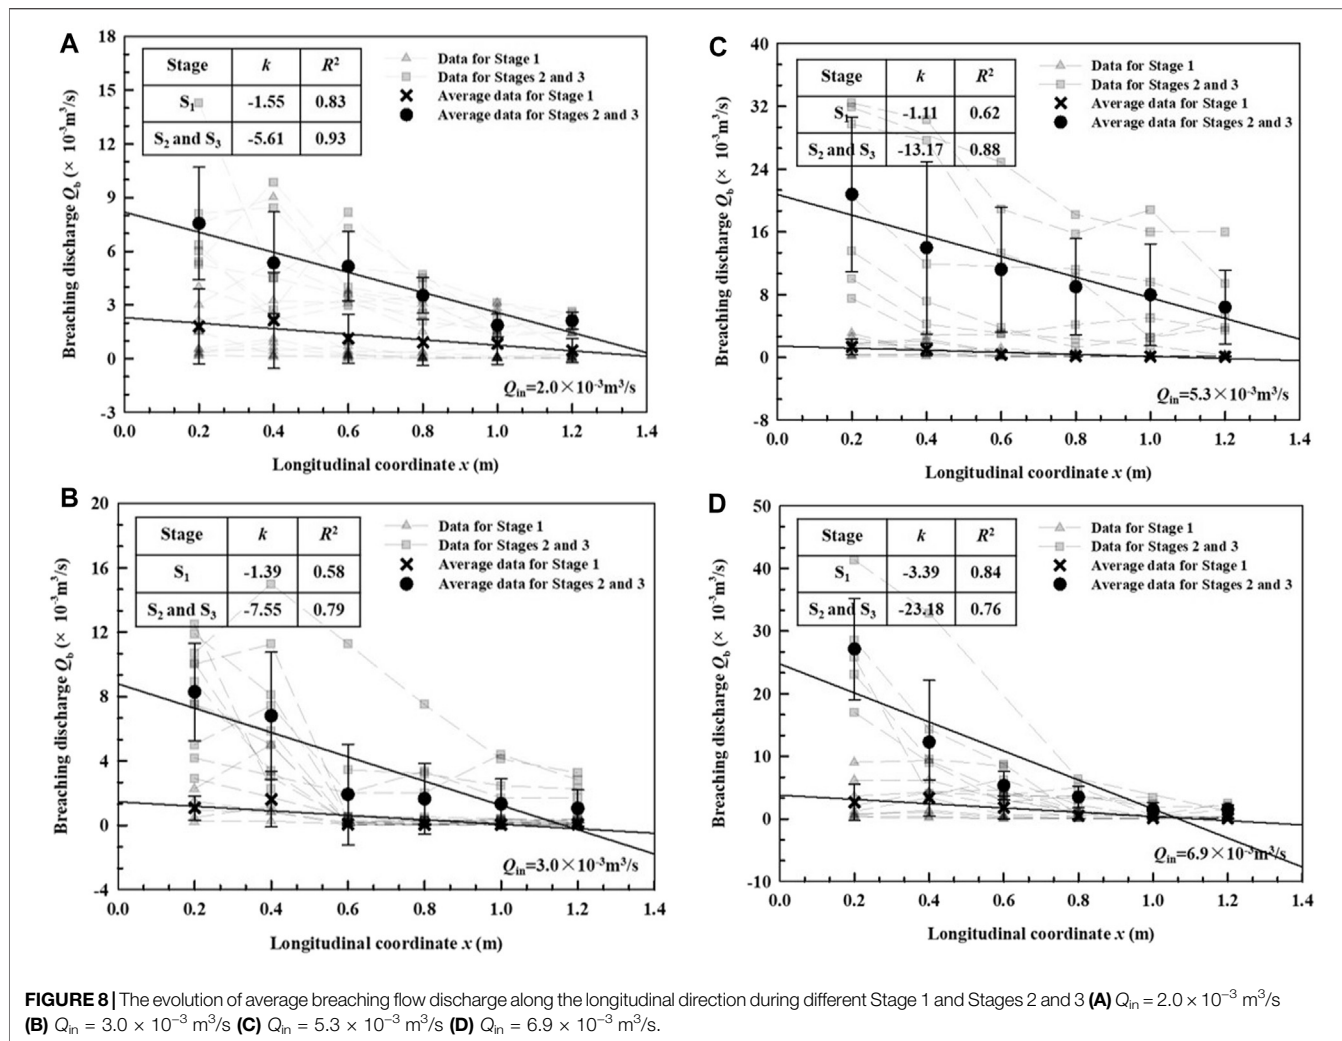 A
18
15
12
9
6
3
0
-3
Breaching discharge Qb (× 10-3m3/s)
Stage k R2
S1 -1.55 0.83
S2 and S3 -5.61 0.93
Data for Stage 1
Data for Stages 2 and 3
Average data for Stage 1
Average data for Stages 2 and 3
Qin=2.0×10-3m3/s
0.0 0.2 0.4 0.6 0.8 1.0 1.2 1.4
Longitudinal coordinate x (m)
C
40
32
24
16
8
0
-8
Breaching discharge Qb (× 10-3m3/s)
Stage k R2
S1 -1.11 0.62
S2 and S3 -13.17 0.88
Data for Stage 1
Data for Stages 2 and 3
Average data for Stage 1
Average data for Stages 2 and 3
Qin=5.3×10-3m3/s
0.0 0.2 0.4 0.6 0.8 1.0 1.2 1.4
Longitudinal coordinate x (m)
B
20
16
12
8
4
0
-4
Breaching discharge Qb (× 10-3m3/s)
Stage k R2
S1 -1.39 0.58
S2 and S3 -7.55 0.79
Data for Stage 1
Data for Stages 2 and 3
Average data for Stage 1
Average data for Stages 2 and 3
Qin=3.0×10-3m3/s
0.0 0.2 0.4 0.6 0.8 1.0 1.2 1.4
Longitudinal coordinate x (m)
D
50
40
30
20
10
0
-10
Breaching discharge Qb (× 10-3m3/s)
Stage k R2
S1 -3.39 0.84
S2 and S3 -23.18 0.76
Data for Stage 1
Data for Stages 2 and 3
Average data for Stage 1
Average data for Stages 2 and 3
Qin=6.9×10-3m3/s
0.0 0.2 0.4 0.6 0.8 1.0 1.2 1.4
Longitudinal coordinate x (m)
FIGURE 8 | The evolution of average breaching flow discharge along the longitudinal direction during different Stage 1 and Stages 2 and 3 (A) Qin = 2.0 × 10−3 m3/s
(B) Qin = 3.0 × 10−3 m3/s (C) Qin = 5.3 × 10−3 m3/s (D) Qin = 6.9 × 10−3 m3/s.